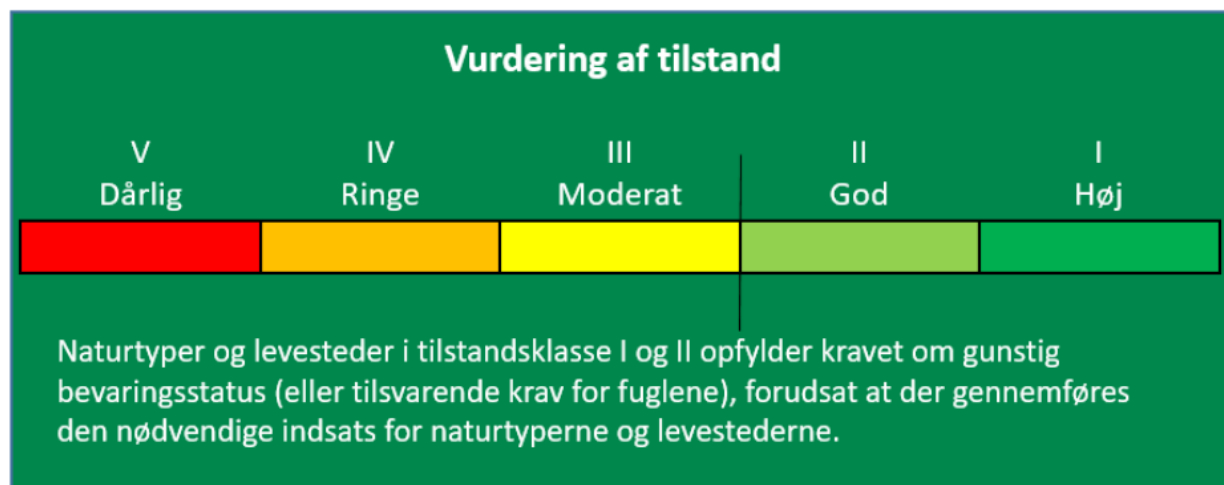 Vurdering af tilstand
V IV III II I
Dårlig Ringe Moderat God Høj
Naturtyper og levesteder i tilstandsklasse I og II opfylder kravet om gunstig
bevaringsstatus (eller tilsvarende krav for fuglene), forudsat at der gennemføres
den nødvendige indsats for naturtyperne og levestederne.